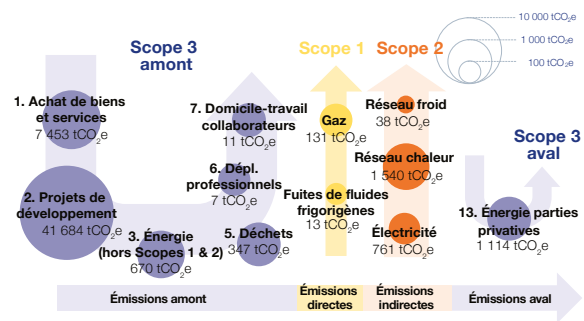 Scope 3
amont
Scope 1
Scope 2
10 000 tCO₂e
1 000 tCO₂e
100 tCO₂e
1. Achat de biens
et services
7 453 tCO₂e
7. Domicile-travail
collaborateurs
11 tCO₂e
Gaz
131 tCO₂e
Réseau froid
38 tCO₂e
Scope 3
aval
Réseau chaleur
1 540 tCO₂e
6. Dépl.
professionnels
7 tCO₂e
2. Projets de
développement
41 684 tCO₂e
Fuites de fluides
frigorigènes
13 tCO₂e
13. Énergie parties
privatives
1 114 tCO₂e
3. Énergie
(hors Scopes 1 & 2)
670 tCO₂e
5. Déchets
347 tCO₂e
Électricité
761 tCO₂e
Émissions amont
Émissions
directes
Émissions
indirectes
Émissions aval